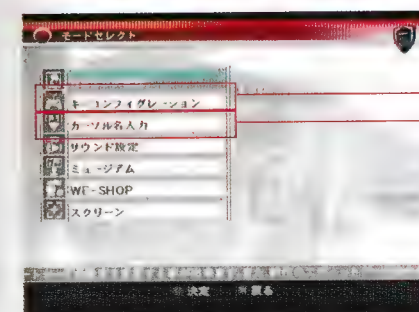 モードセレクト
キーコンフィグレーション
カーソル名入力
サウンド設定
ミュージアム
WE-SHOP
スクリーン
決定 戻る